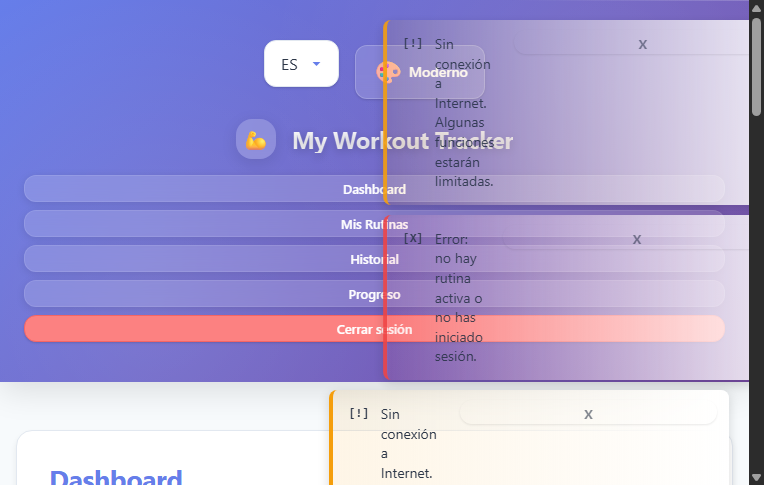 ES
Moderno
My Workout Tracker
Dashboard
Mis Rutinas
Historial
Progreso
Cerrar sesión
[!] Sin
conexión
a
Internet.
Algunas
funciones
estarán
limitadas.
X
[X] Error:
no hay
rutina
activa o
no has
iniciado
sesión.
X
[!] Sin
conexión
a
Internet.
X
Dashboard